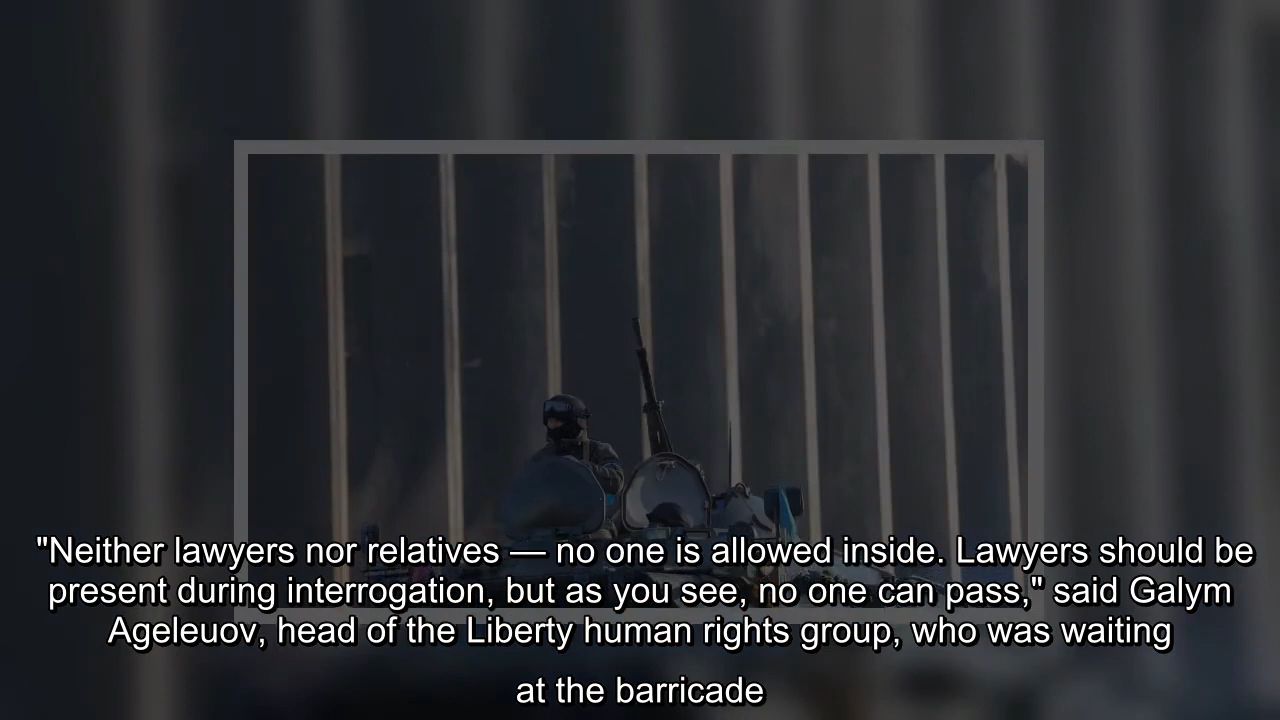 "Neither lawyers nor relatives — no one is allowed inside. Lawyers should be
present during interrogation, but as you see, no one can pass," said Galym
Ageleuov, head of the Liberty human rights group, who was waiting
at the barricade